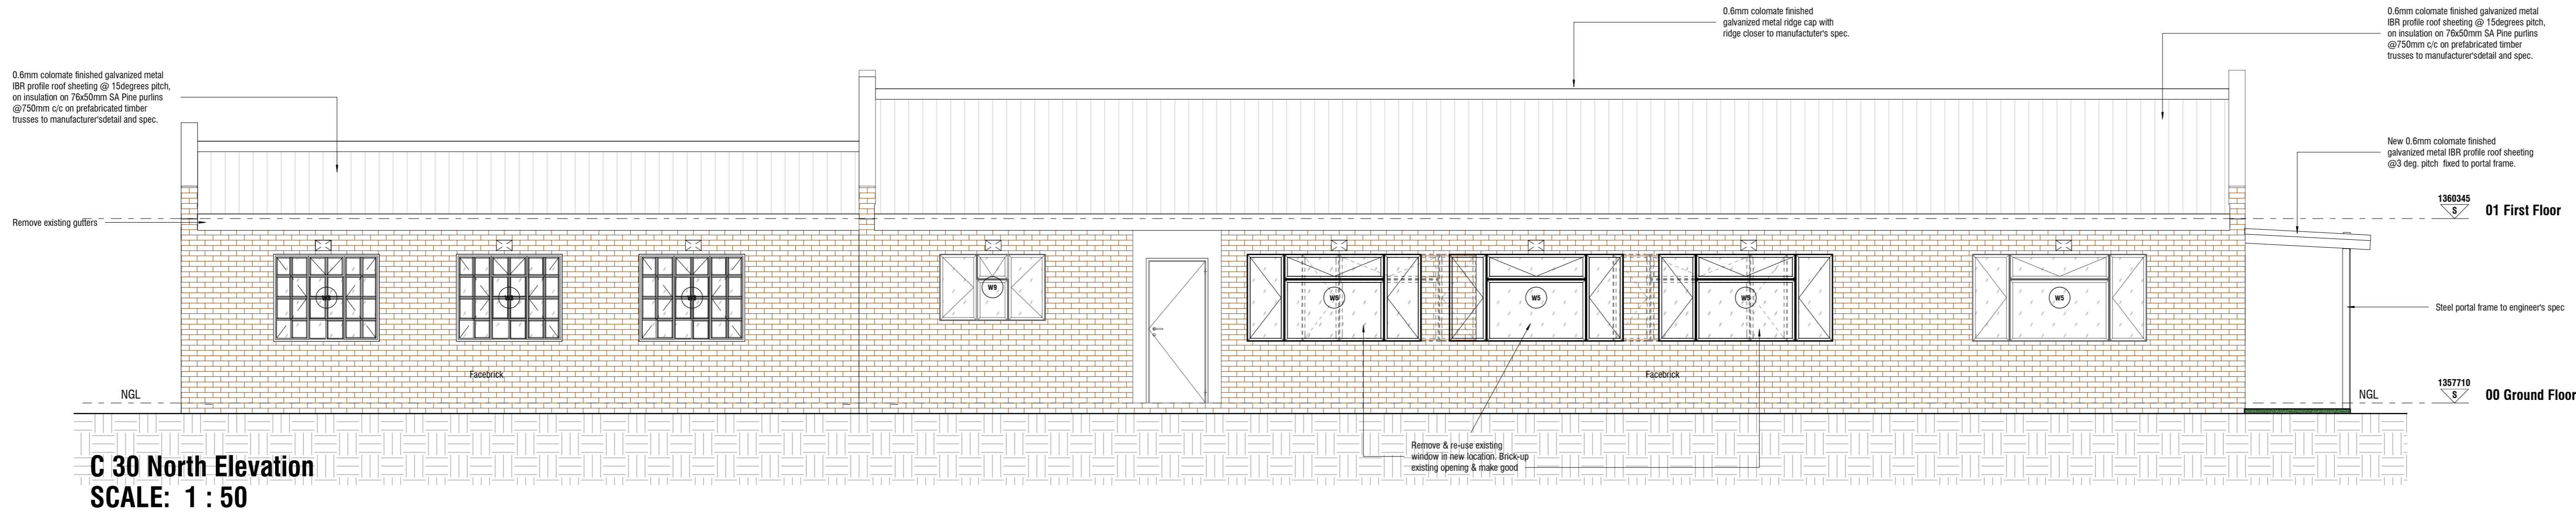 0.6mm colomate finished galvanized metal
IBR profile roof sheeting @ 15degrees pitch,
on insulation on 76x50mm SA Pine purlins
@750mm c/c on prefabricated timber
trusses to manufacturer'sdetail and spec.
0.6mm colomate finished
galvanized metal ridge cap with
ridge closer to manufacturer's spec.
0.6mm colomate finished galvanized metal
IBR profile roof sheeting @ 15degrees pitch,
on insulation on 76x50mm SA Pine purlins
@750mm c/c on prefabricated timber
trusses to manufacturer'sdetail and spec.
New 0.6mm colomate finished
galvanized metal IBR profile roof sheeting
@3 deg. pitch fixed to portal frame.
Remove existing gutters
1360345
S
01 First Floor
W9
W5
W5
W5
Steel portal frame to engineer's spec
Facebrick
Facebrick
NGL
NGL
1357710
S
00 Ground Floor
Remove & re-use existing
window in new location. Brick-up
existing opening & make good
C 30 North Elevation
SCALE: 1 : 50